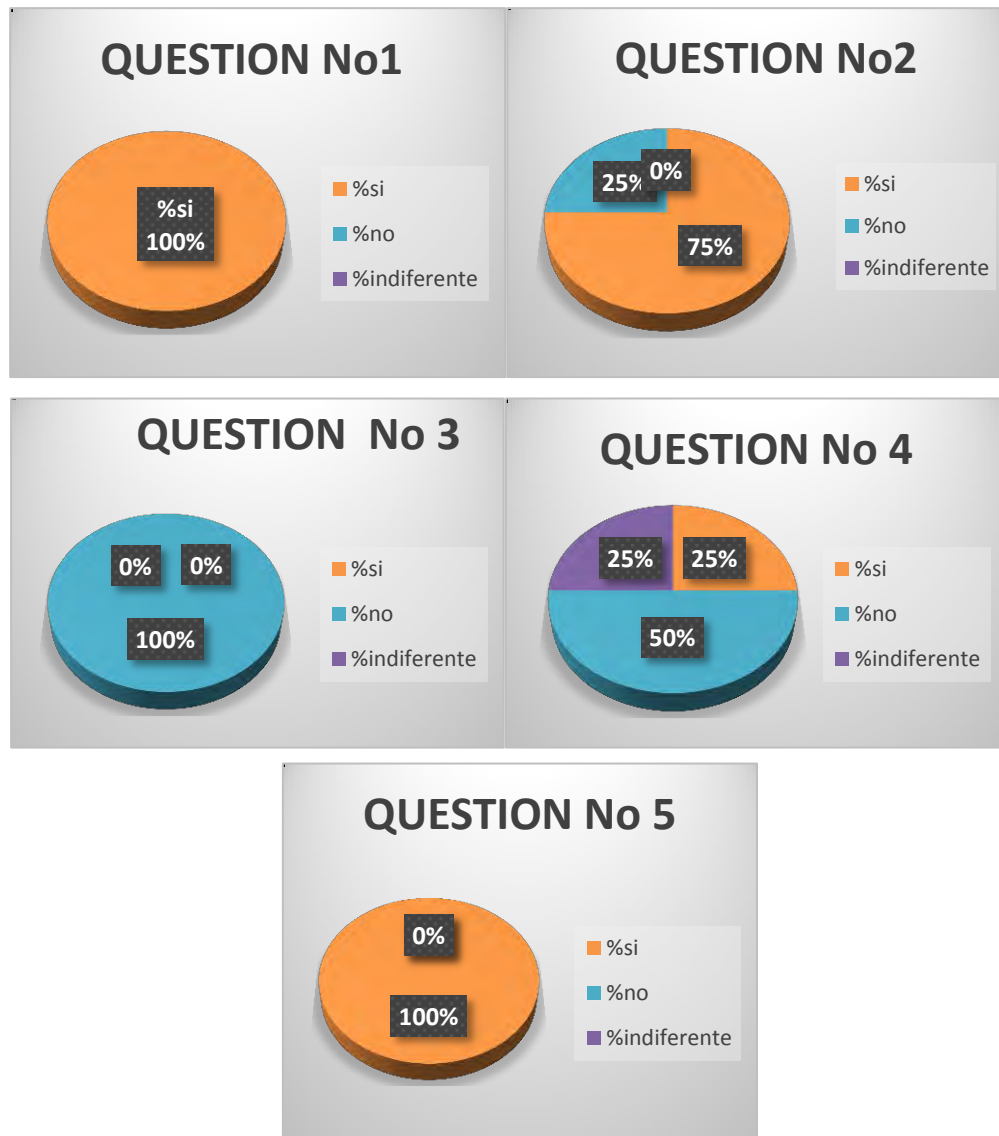 QUESTION No1
%si
100%
%si
%no
%indiferente
QUESTION No2
25%
0%
75%
%si
%no
%indiferente
QUESTION No 3
0%
0%
100%
%si
%no
%indiferente
QUESTION No 4
25%
25%
50%
%si
%no
%indiferente
QUESTION No 5
0%
100%
%si
%no
%indiferente